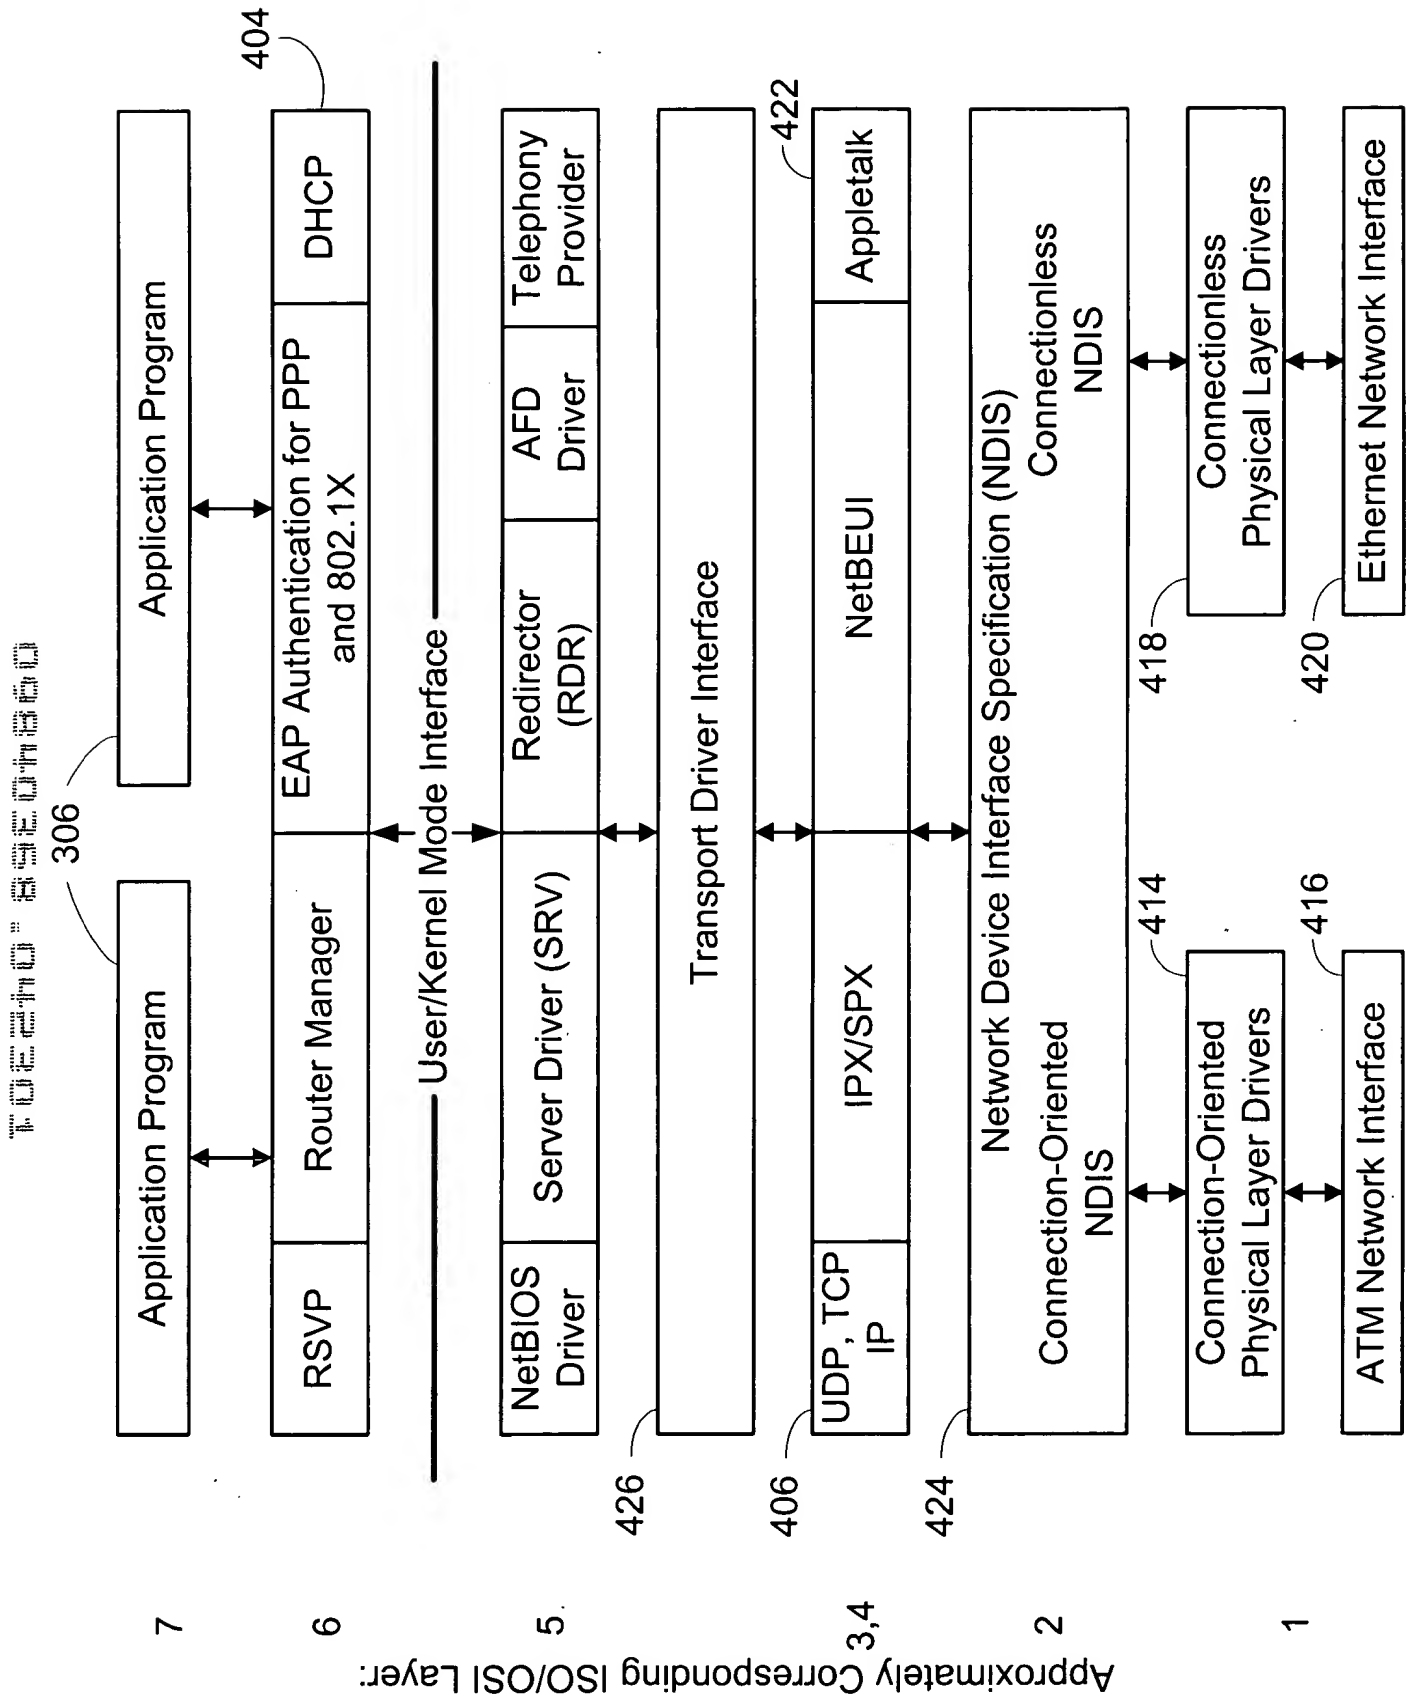 306
Application Program
Application Program
7
404
RSVP
Router Manager
EAP Authentication for PPP
and 802.1X
DHCP
6
User/Kernel Mode Interface
NetBIOS
Driver
Server Driver (SRV)
Redirector
(RDR)
AFD
Driver
Telephony
Provider
5
426
Transport Driver Interface
406
422
UDP, TCP
IP
IPX/SPX
NetBEUI
Appletalk
3,4
424
Network Device Interface Specification (NDIS)
Connection-Oriented
NDIS
Connectionless
NDIS
2
414
418
Connection-Oriented
Physical Layer Drivers
Connectionless
Physical Layer Drivers
1
416
420
ATM Network Interface
Ethernet Network Interface
Approximately Corresponding ISO/OSI Layer: